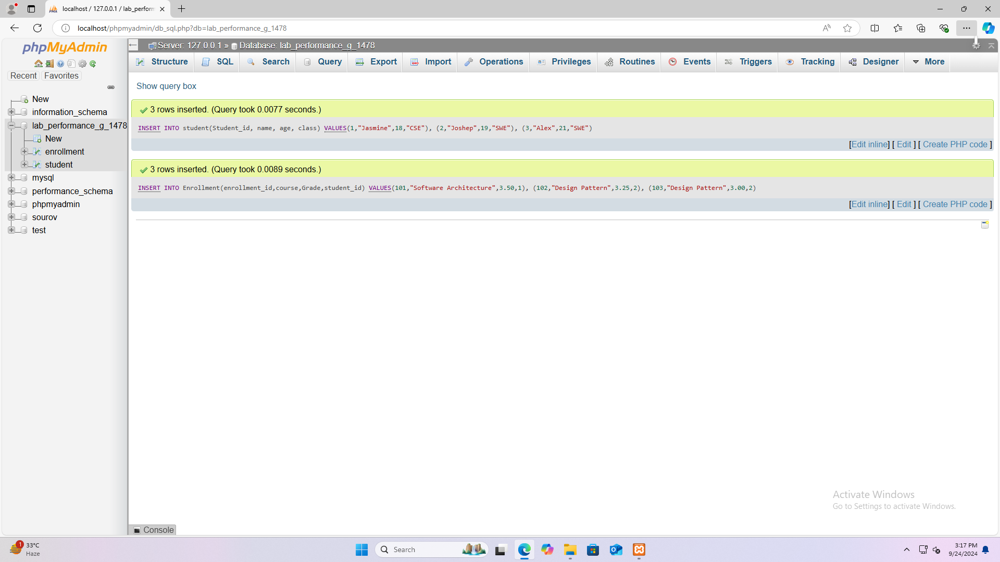 localhost / 127.0.0.1 / lab_perform
localhost/phpmyadmin/db_sql.php?db=lab_performance_g_1478
phpMyAdmin
Recent Favorites
New
information_schema
lab_performance_g_1478
New
enrollment
student
mysql
performance_schema
phpmyadmin
sourov
test
Server: 127.0.0.1 » Database: lab_performance_g_1478
Structure SQL Search Query Export Import Operations Privileges Routines Events Triggers Tracking Designer More
Show query box
3 rows inserted. (Query took 0.0077 seconds.)
INSERT INTO student(Student_id, name, age, class) VALUES(1,"Jasmine",18,"CSE"), (2,"Joshep",19,"SWE"), (3,"Alex",21,"SWE")
[Edit inline] [ Edit ] [ Create PHP code ]
3 rows inserted. (Query took 0.0089 seconds.)
INSERT INTO Enrollment(enrollment_id,course,Grade,student_id) VALUES(101,"Software Architecture",3.50,1), (102,"Design Pattern",3.25,2), (103,"Design Pattern",3.00,2)
[Edit inline] [ Edit ] [ Create PHP code ]
Activate Windows
Go to Settings to activate Windows.
Console
1
33°C
Haze
Search
3:17 PM
9/24/2024